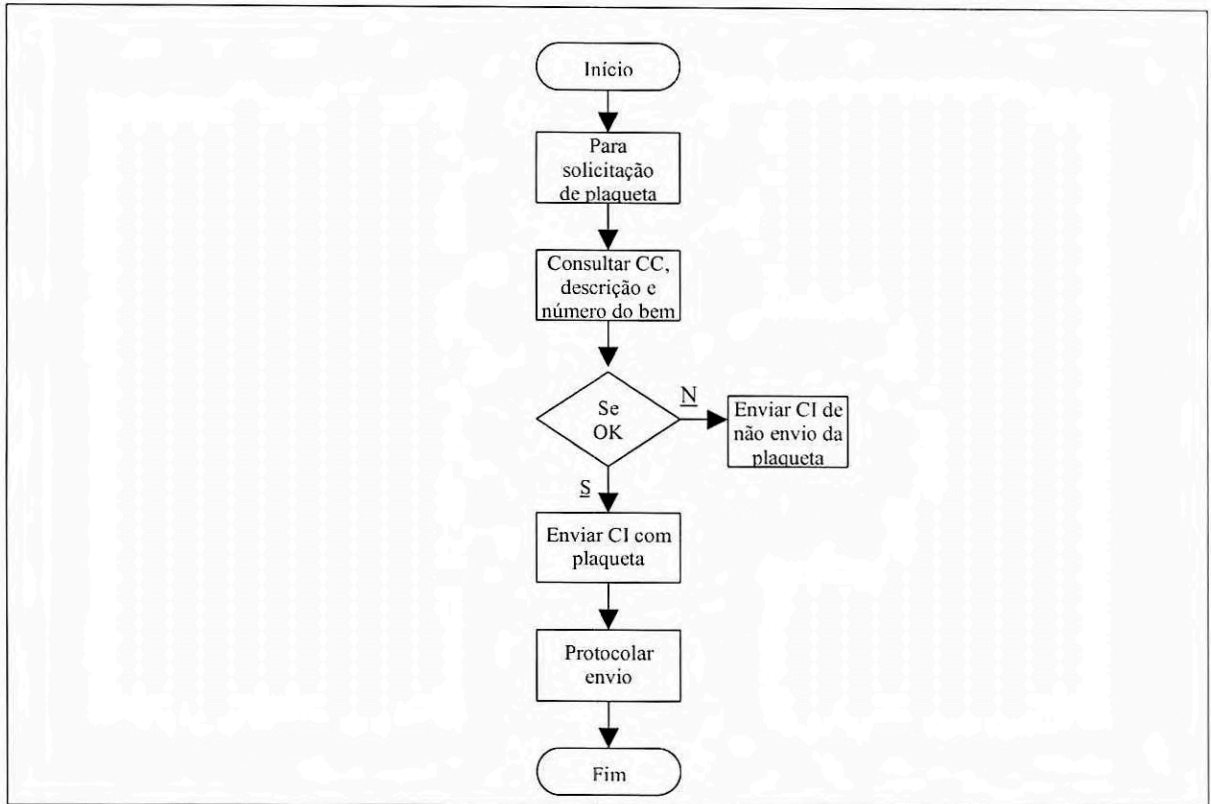 Início
Para
solicitação
de plaqueta
Consultar CC,
descrição e
número do bem
Se
OK
N
Enviar CI de
não envio da
plaqueta
S
Enviar CI com
plaqueta
Protocolar
envio
Fim